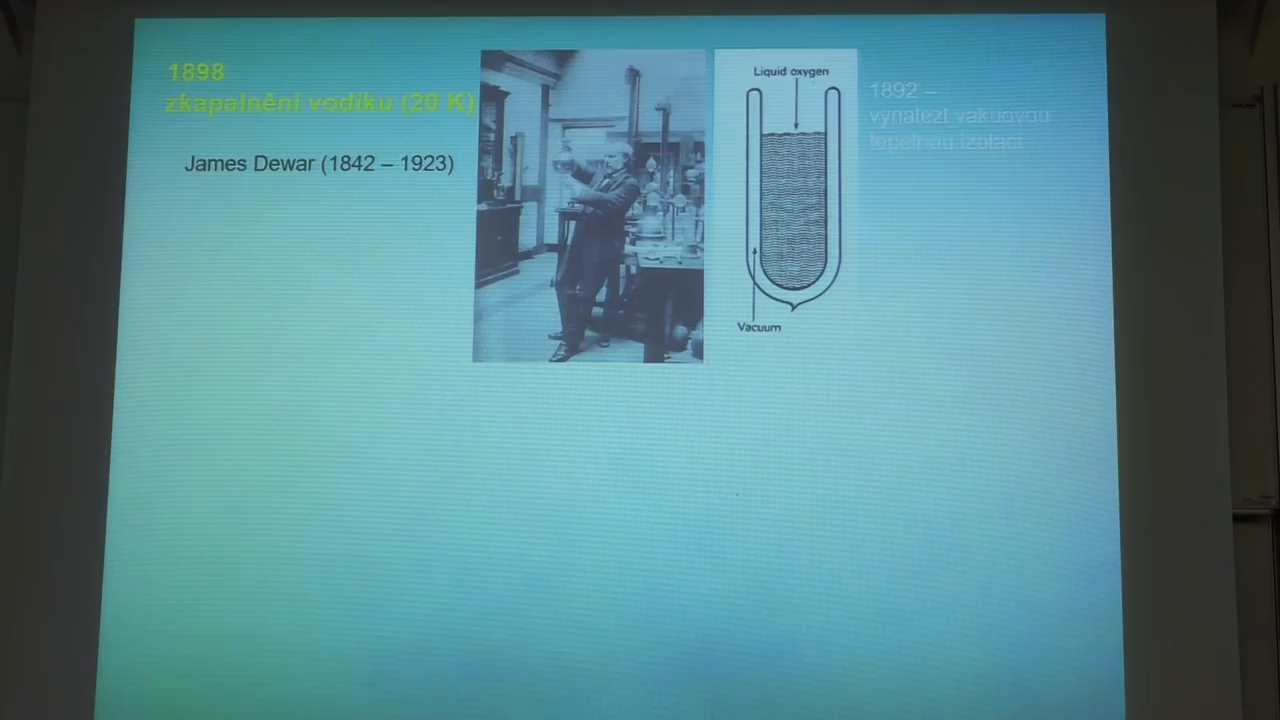 1898
zkapalnění vodíku (20 K)
James Dewar (1842 – 1923)
Liquid oxygen
Vacuum
1892 –
vynalezl vakuovou
tepelnou izolaci